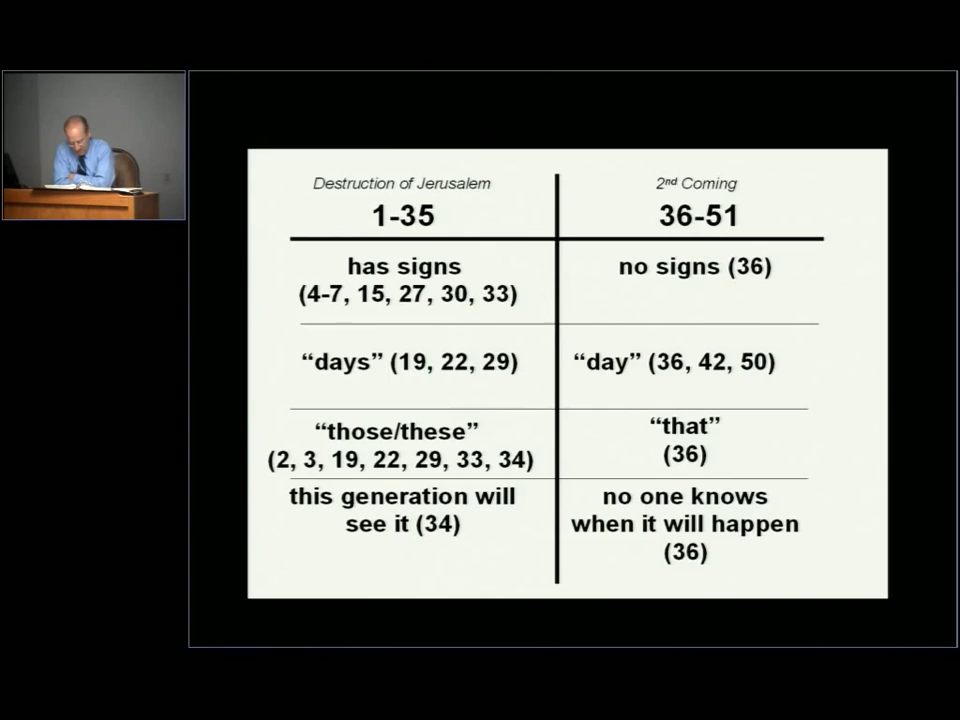 Destruction of Jerusalem
1-35
2nd Coming
36-51
has signs
(4-7, 15, 27, 30, 33)
no signs (36)
“days” (19, 22, 29)
“day” (36, 42, 50)
“those/these”
(2, 3, 19, 22, 29, 33, 34)
“that”
(36)
this generation will
see it (34)
no one knows
when it will happen
(36)